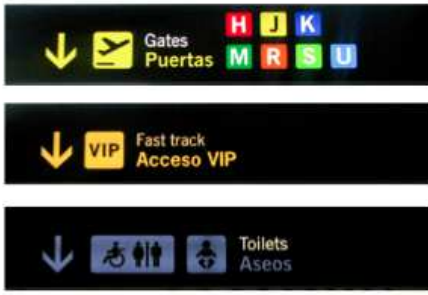 H J K
Gates
Puertas M R S U
VIP Fast track
Acceso VIP
Toilets
Aseos